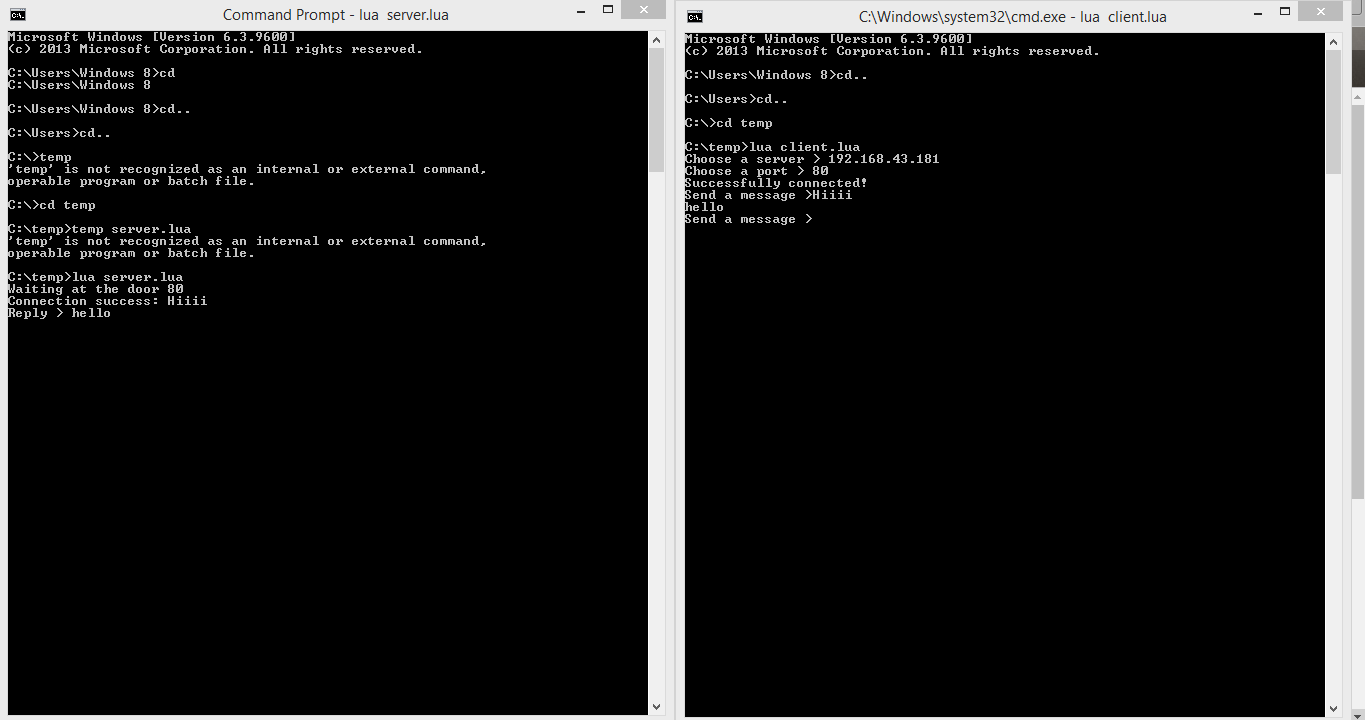 Command Prompt - lua  server.lua
Microsoft Windows [Version 6.3.9600]
(c) 2013 Microsoft Corporation. All rights reserved.
C:\Users\Windows 8>cd
C:\Users\Windows 8
C:\Users\Windows 8>cd..
C:\Users>cd..
C:\>temp
'temp' is not recognized as an internal or external command,
operable program or batch file.
C:\>cd temp
C:\temp>temp server.lua
'temp' is not recognized as an internal or external command,
operable program or batch file.
C:\temp>lua server.lua
Waiting at the door 80
Connection success: Hiiii
Reply > hello
C:\Windows\system32\cmd.exe - lua  client.lua
Microsoft Windows [Version 6.3.9600]
(c) 2013 Microsoft Corporation. All rights reserved.
C:\Users\Windows 8>cd..
C:\Users>cd..
C:\>cd temp
C:\temp>lua client.lua
Choose a server > 192.168.43.181
Choose a port > 80
Successfully connected!
Send a message >Hiiii
hello
Send a message >